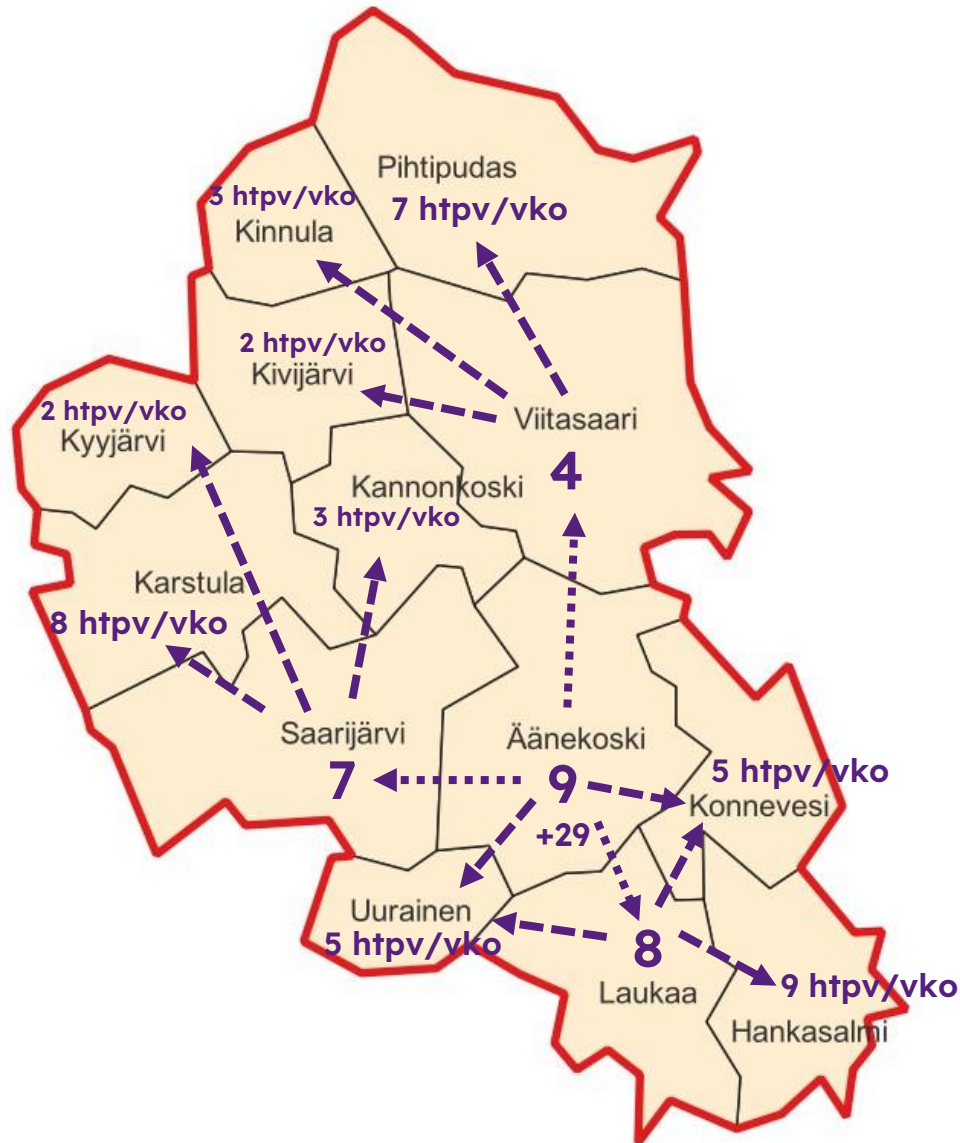 Pihtipudas
7 htpv/vko
3 htpv/vko
Kinnula
2 htpv/vko
Kivijärvi
2 htpv/vko
Kyyjärvi
Viitasaari
4
Kannonkoski
3 htpv/vko
Karstula
8 htpv/vko
Saarijärvi
7
Äänekoski
9
+29
5 htpv/vko
Konnevesi
Uurainen
5 htpv/vko
8
Laukaa
9 htpv/vko
Hankasalmi